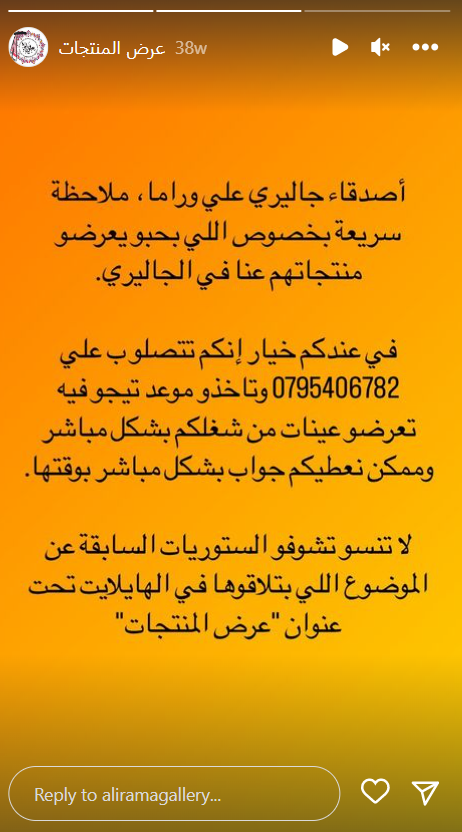 عرض المنتجات 38w
أصدقاء جاليري علي وراما، ملاحظة
سريعة بخصوص اللي بحبو يعرضو
منتجاتهم عنا في الجاليري.
في عندكم خيار إنكم تتصلو ب علي
0795406782 وتاخذو موعد تيجو فيه
تعرضو عينات من شغلكم بشكل مباشر
وممكن نعطيكم جواب بشكل مباشر بوقتها.
لا تنسو تشوفو الستوريات السابقة عن
الموضوع اللي بتلاقوها في الهايلايت تحت
عنوان "عرض المنتجات"
Reply to aliramagallery...